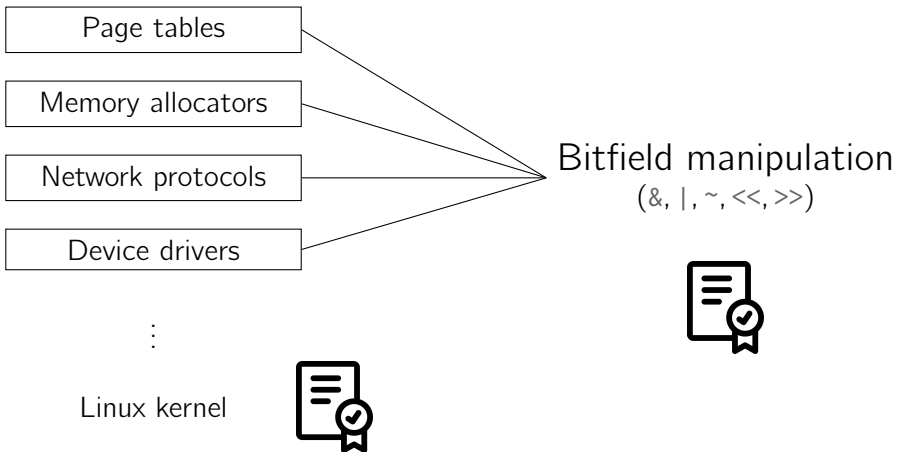 Page tables
Memory allocators
Network protocols
Device drivers
⋮
Linux kernel
Bitfield manipulation
(&, |, ~, <<, >>)